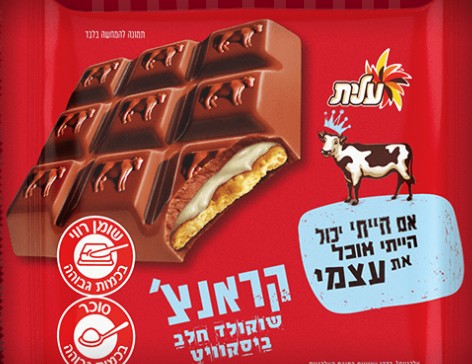 תמונה להמחשה בלבד
עלית
אם הייתי יכול
הייתי אוכל
את עצמי
קראנצ'
שוקולד חלב
ביסקוויט
שומן רווי
בכמות גבוהה
סוכר
בכמות גבוהה